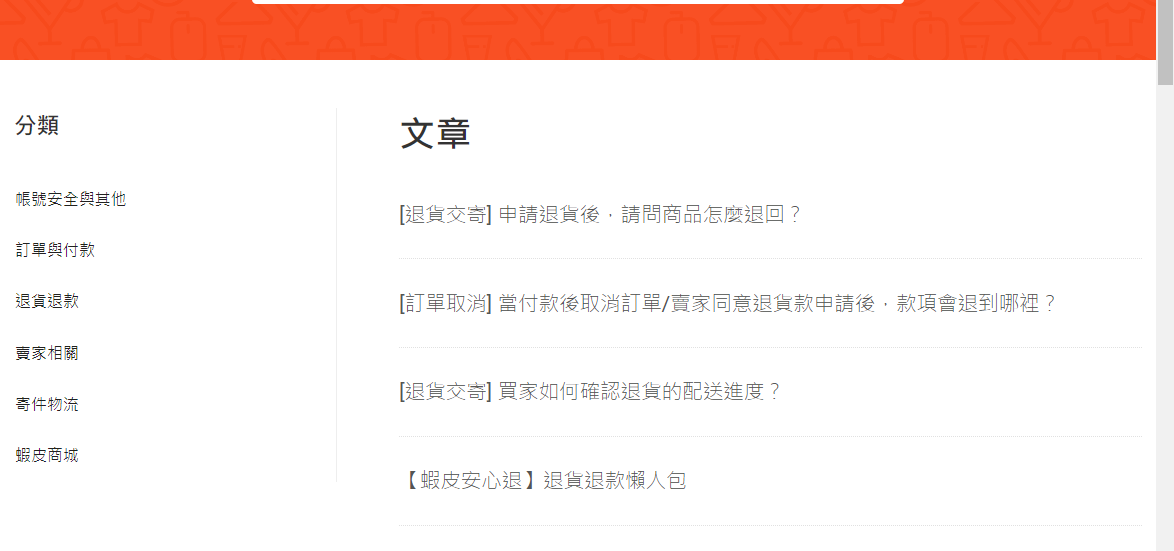 分類
帳號安全與其他
訂單與付款
退貨退款
賣家相關
寄件物流
蝦皮商城
文章
[退貨交寄] 申請退貨後，請問商品怎麼退回？
[訂單取消] 當付款後取消訂單/賣家同意退貨款申請後，款項會退到哪裡？
[退貨交寄] 買家如何確認退貨的配送進度？
【蝦皮安心退】退貨退款懶人包